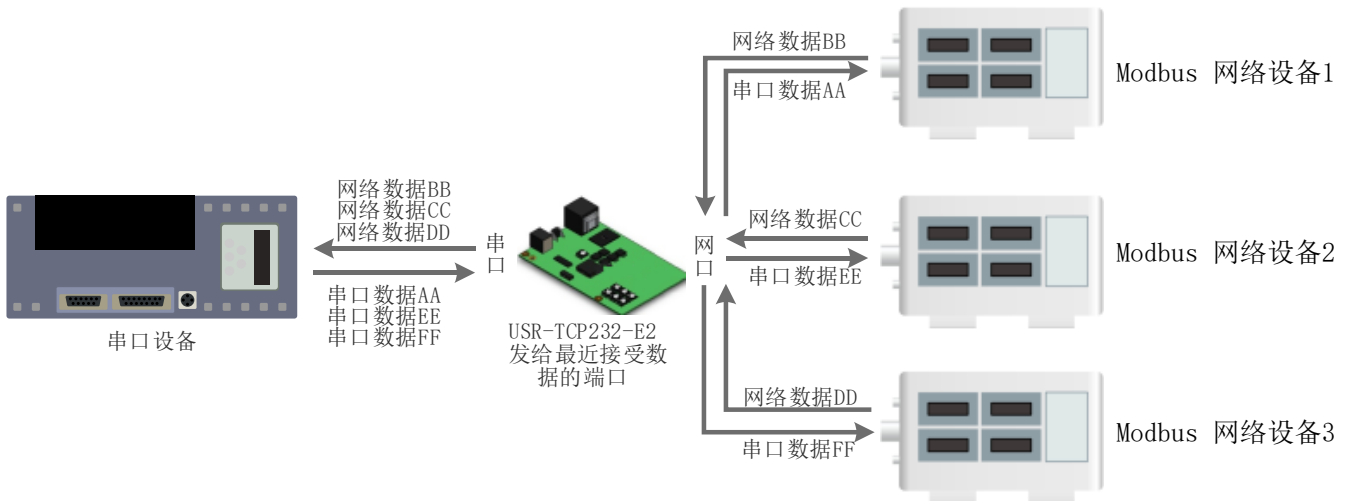 网络数据BB
串口数据AA
Modbus 网络设备1
网络数据BB
网络数据CC
网络数据DD
串口
网口
网络数据CC
串口数据EE
Modbus 网络设备2
串口数据AA
串口数据EE
串口数据FF
串口设备
USR-TCP232-E2
发给最近接受数
据的端口
网络数据DD
串口数据FF
Modbus 网络设备3